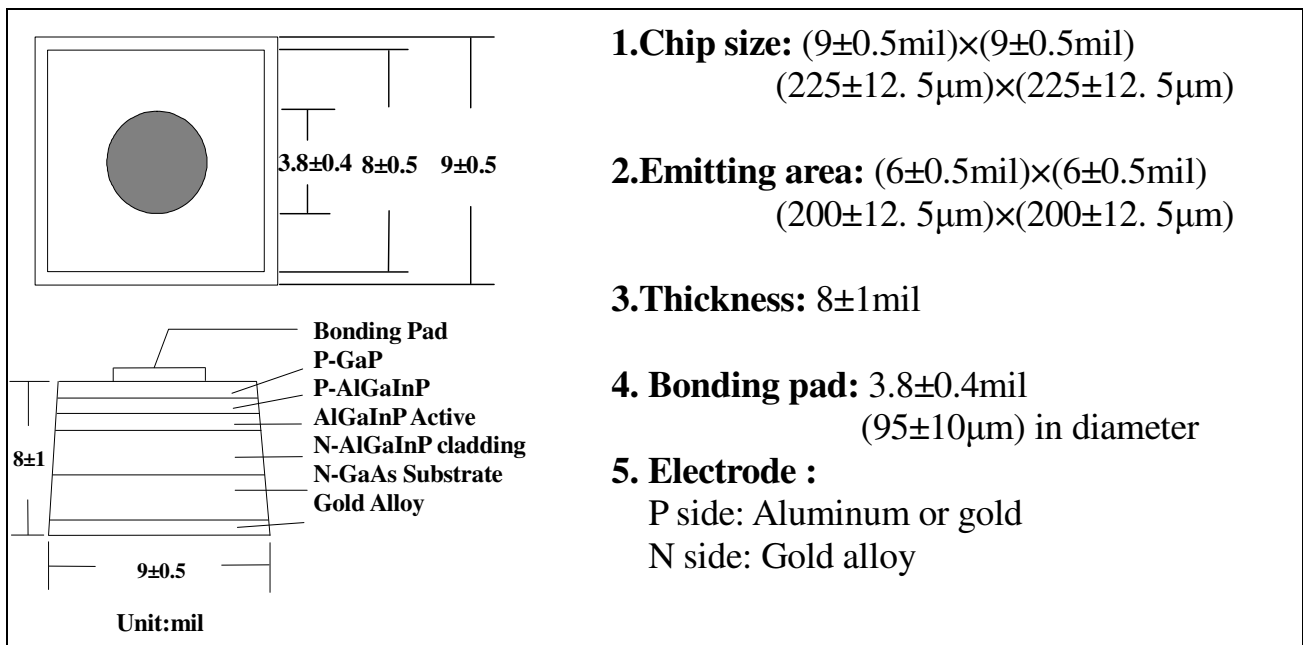 3.8±0.4 8±0.5 9±0.5
Bonding Pad
P-GaP
P-AlGaInP
AlGaInP Active
N-AlGaInP cladding
N-GaAs Substrate
Gold Alloy
8±1
9±0.5
Unit:mil
1.Chip size: (9±0.5mil)×(9±0.5mil)
(225±12. 5μm)×(225±12. 5μm)
2.Emitting area: (6±0.5mil)×(6±0.5mil)
(200±12. 5μm)×(200±12. 5μm)
3.Thickness: 8±1mil
4. Bonding pad: 3.8±0.4mil
(95±10μm) in diameter
5. Electrode :
P side: Aluminum or gold
N side: Gold alloy